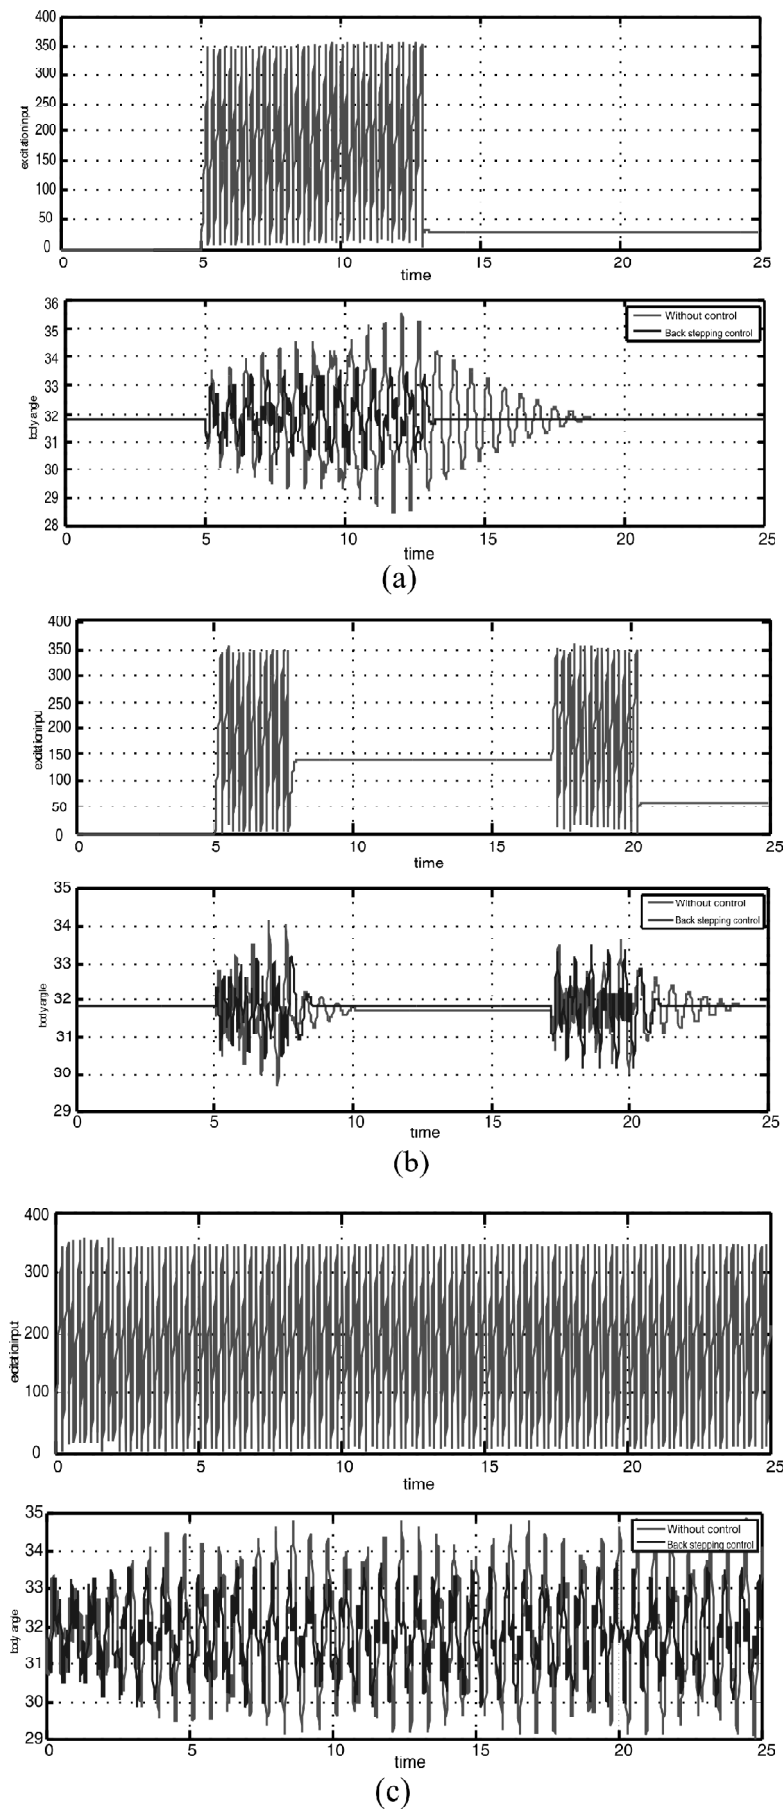 400
350
300
250
200
150
100
50
0
excitation input
0 5 10 15 20 25
time
36
35
34
33
32
31
30
29
28
body angle
Without control
Back stepping control
0 5 10 15 20 25
time
(a)
400
350
300
250
200
150
100
50
0
excitation input
0 5 10 15 20 25
time
35
34
33
32
31
30
29
body angle
Without control
Back stepping control
0 5 10 15 20 25
time
(b)
400
300
200
100
0
excitation input
0 5 10 15 20 25
time
35
34
33
32
31
30
29
body angle
Without control
Back stepping control
0 5 10 15 20 25
time
(c)